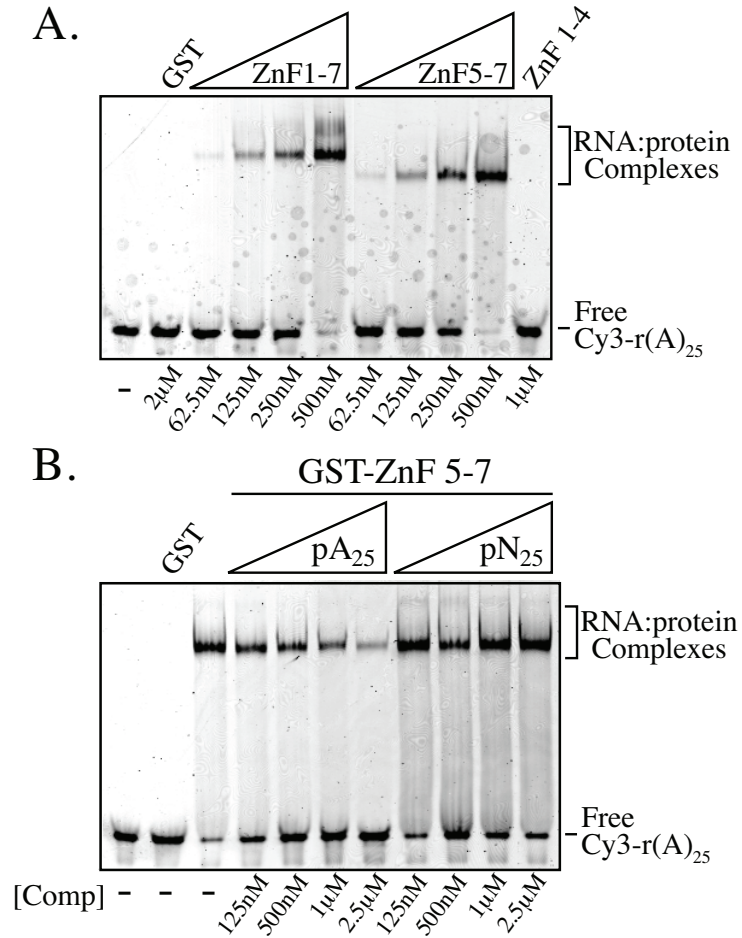 A.
GST
ZnF1-7
ZnF5-7
ZnF 1-4
RNA:protein
Complexes
Free
Cy3-r(A)25
-
2µM
62.5nM
125nM
250nM
500nM
62.5nM
125nM
250nM
500nM
1µM
B.
GST-ZnF 5-7
GST
pA25
pN25
RNA:protein
Complexes
Free
Cy3-r(A)25
[Comp]
-
-
-
125nM
500nM
1µM
2.5µM
125nM
500nM
1µM
2.5µM